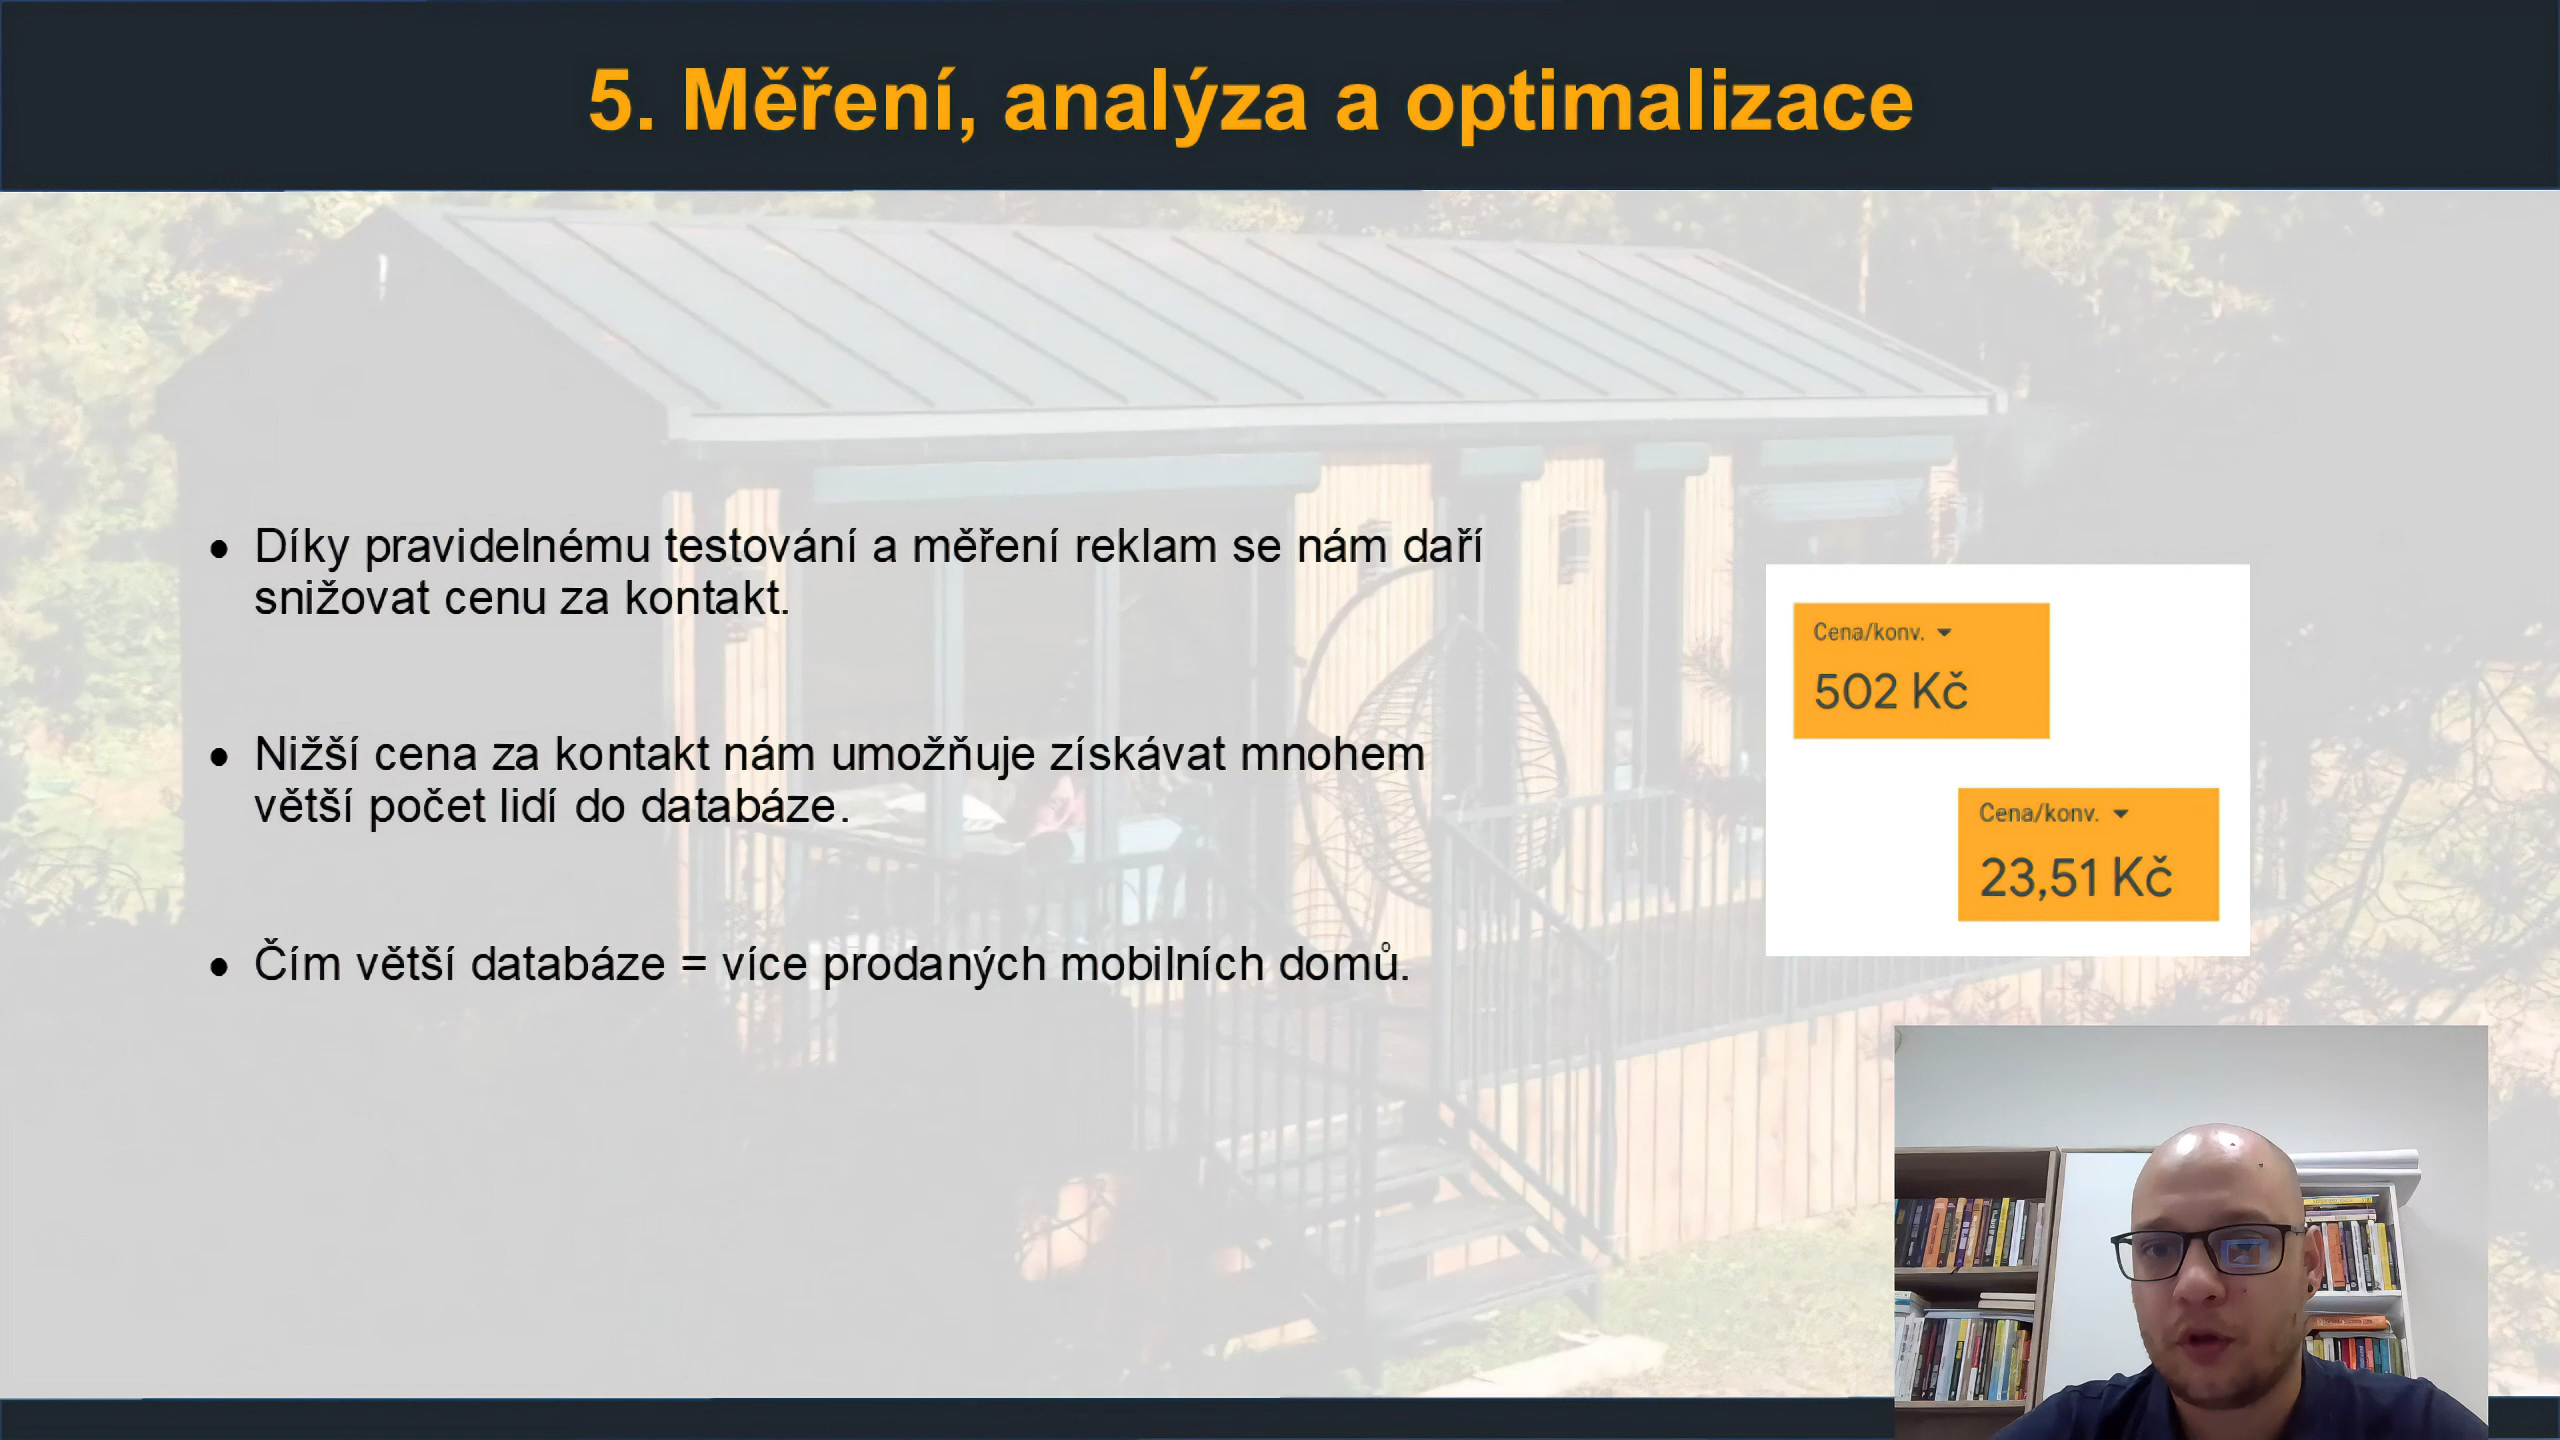 5. Měření, analýza a optimalizace
• Díky pravidelnému testování a měření reklam se nám daří
snižovat cenu za kontakt.
• Nižší cena za kontakt nám umožňuje získávat mnohem
větší počet lidí do databáze.
• Čím větší databáze = více prodaných mobilních domů.
Cena/konv.
502 Kč
Cena/konv.
23,51 Kč